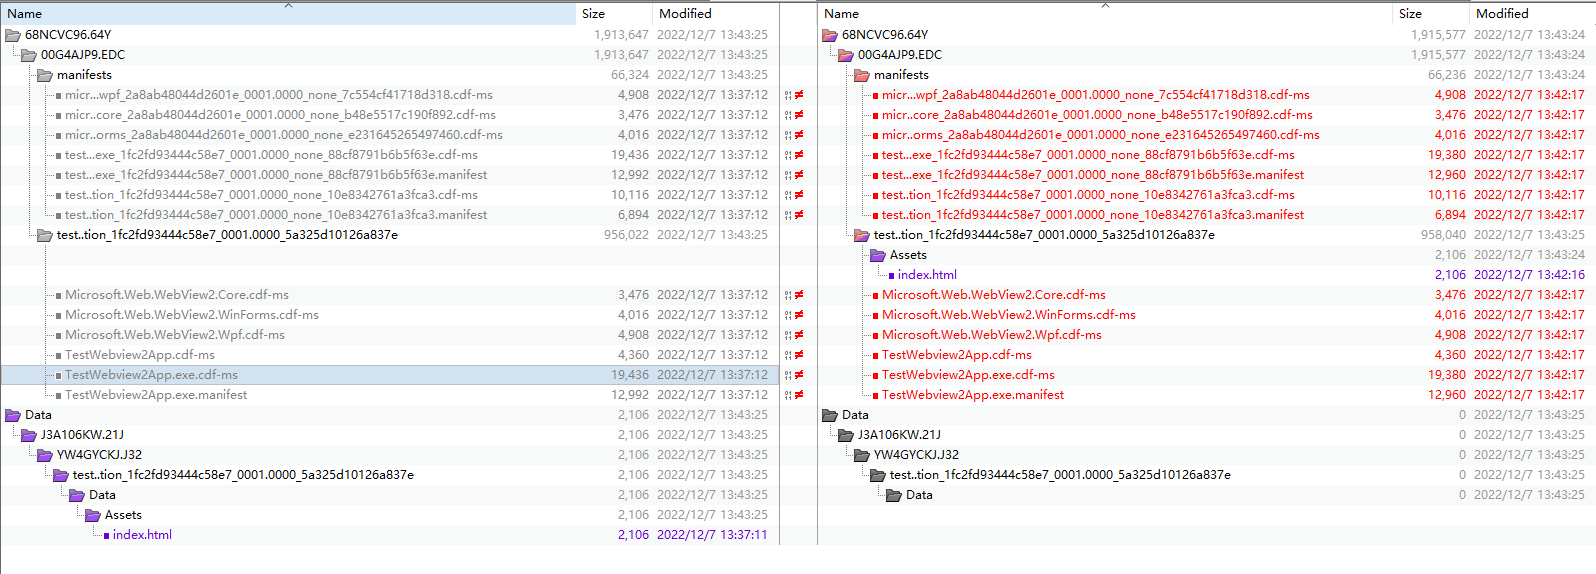 Name Size Modified Name Size Modified
68NCVC96.64Y 1,913,647 2022/12/7 13:43:25 68NCVC96.64Y 1,915,577 2022/12/7 13:43:24
00G4AJP9.EDC 1,913,647 2022/12/7 13:43:25 00G4AJP9.EDC 1,915,577 2022/12/7 13:43:24
manifests 66,324 2022/12/7 13:43:25 manifests 66,236 2022/12/7 13:43:24
micr...wpf_2a8ab48044d2601e_0001.0000_none_7c554cf41718d318.cdf-ms 4,908 2022/12/7 13:37:12 ≠ micr...wpf_2a8ab48044d2601e_0001.0000_none_7c554cf41718d318.cdf-ms 4,908 2022/12/7 13:42:17
micr..core_2a8ab48044d2601e_0001.0000_none_b48e5517c190f892.cdf-ms 3,476 2022/12/7 13:37:12 ≠ micr..core_2a8ab48044d2601e_0001.0000_none_b48e5517c190f892.cdf-ms 3,476 2022/12/7 13:42:17
micr..orms_2a8ab48044d2601e_0001.0000_none_e231645265497460.cdf-ms 4,016 2022/12/7 13:37:12 ≠ micr..orms_2a8ab48044d2601e_0001.0000_none_e231645265497460.cdf-ms 4,016 2022/12/7 13:42:17
test...exe_1fc2fd93444c58e7_0001.0000_none_88cf8791b6b5f63e.cdf-ms 19,436 2022/12/7 13:37:12 ≠ test...exe_1fc2fd93444c58e7_0001.0000_none_88cf8791b6b5f63e.cdf-ms 19,380 2022/12/7 13:42:17
test...exe_1fc2fd93444c58e7_0001.0000_none_88cf8791b6b5f63e.manifest 12,992 2022/12/7 13:37:12 ≠ test...exe_1fc2fd93444c58e7_0001.0000_none_88cf8791b6b5f63e.manifest 12,960 2022/12/7 13:42:17
test..tion_1fc2fd93444c58e7_0001.0000_none_10e8342761a3fca3.cdf-ms 10,116 2022/12/7 13:37:12 ≠ test..tion_1fc2fd93444c58e7_0001.0000_none_10e8342761a3fca3.cdf-ms 10,116 2022/12/7 13:42:17
test..tion_1fc2fd93444c58e7_0001.0000_none_10e8342761a3fca3.manifest 6,894 2022/12/7 13:37:12 ≠ test..tion_1fc2fd93444c58e7_0001.0000_none_10e8342761a3fca3.manifest 6,894 2022/12/7 13:42:17
test..tion_1fc2fd93444c58e7_0001.0000_5a325d10126a837e 956,022 2022/12/7 13:43:25 test..tion_1fc2fd93444c58e7_0001.0000_5a325d10126a837e 958,040 2022/12/7 13:43:25
Assets 2,106 2022/12/7 13:43:24
index.html 2,106 2022/12/7 13:42:16
Microsoft.Web.WebView2.Core.cdf-ms 3,476 2022/12/7 13:37:12 ≠ Microsoft.Web.WebView2.Core.cdf-ms 3,476 2022/12/7 13:42:17
Microsoft.Web.WebView2.WinForms.cdf-ms 4,016 2022/12/7 13:37:12 ≠ Microsoft.Web.WebView2.WinForms.cdf-ms 4,016 2022/12/7 13:42:17
Microsoft.Web.WebView2.Wpf.cdf-ms 4,908 2022/12/7 13:37:12 ≠ Microsoft.Web.WebView2.Wpf.cdf-ms 4,908 2022/12/7 13:42:17
TestWebview2App.cdf-ms 4,360 2022/12/7 13:37:12 ≠ TestWebview2App.cdf-ms 4,360 2022/12/7 13:42:17
TestWebview2App.exe.cdf-ms 19,436 2022/12/7 13:37:12 ≠ TestWebview2App.exe.cdf-ms 19,380 2022/12/7 13:42:17
TestWebview2App.exe.manifest 12,992 2022/12/7 13:37:12 ≠ TestWebview2App.exe.manifest 12,960 2022/12/7 13:42:17
Data 2,106 2022/12/7 13:43:25 Data 0 2022/12/7 13:43:25
J3A106KW.21J 2,106 2022/12/7 13:43:25 J3A106KW.21J 0 2022/12/7 13:43:25
YW4GYCKJ.J32 2,106 2022/12/7 13:43:25 YW4GYCKJ.J32 0 2022/12/7 13:43:25
test..tion_1fc2fd93444c58e7_0001.0000_5a325d10126a837e 2,106 2022/12/7 13:43:25 test..tion_1fc2fd93444c58e7_0001.0000_5a325d10126a837e 0 2022/12/7 13:43:25
Data 2,106 2022/12/7 13:43:25 Data 0 2022/12/7 13:43:25
Assets 2,106 2022/12/7 13:43:25
index.html 2,106 2022/12/7 13:37:11